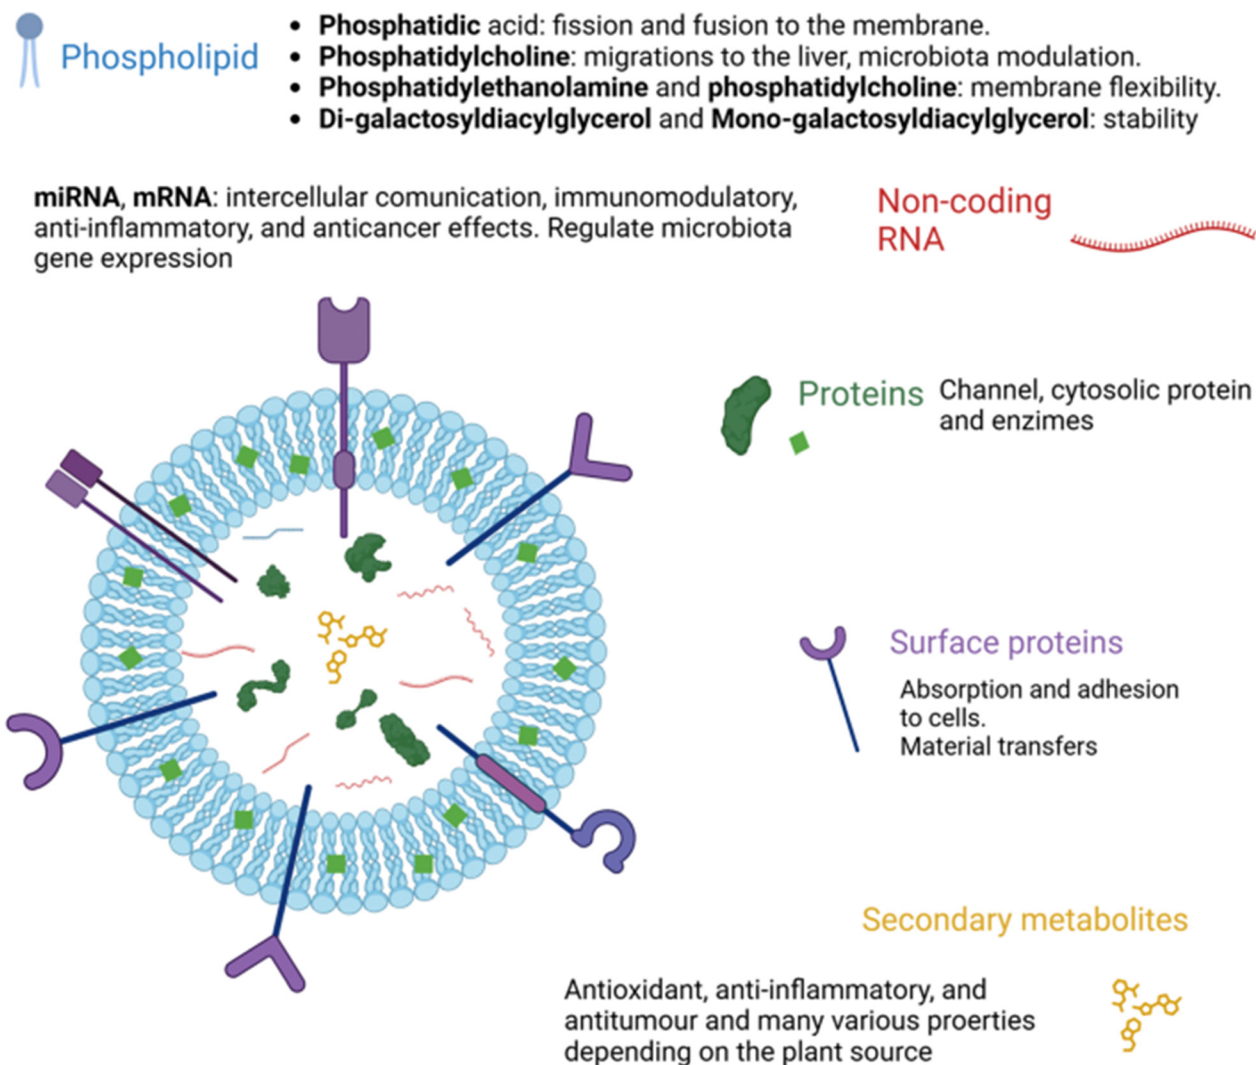 Phospholipid
• Phosphatidic acid: fission and fusion to the membrane.
• Phosphatidylcholine: migrations to the liver, microbiota modulation.
• Phosphatidylethanolamine and phosphatidylcholine: membrane flexibility.
• Di-galactosyldiacylglycerol and Mono-galactosyldiacylglycerol: stability
miRNA, mRNA: intercellular comunication, immunomodulatory,
anti-inflammatory, and anticancer effects. Regulate microbiota
gene expression
Non-coding
RNA
Proteins
Channel, cytosolic protein
and enzimes
Surface proteins
Absorption and adhesion
to cells.
Material transfers
Secondary metabolites
Antioxidant, anti-inflammatory, and
antitumour and many various proerties
depending on the plant source